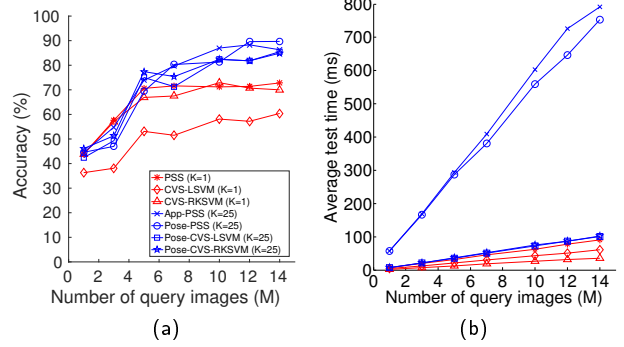 100
90
80
70
60
50
40
30
20
10
0
0 2 4 6 8 10 12 14
Accuracy (%)
Number of query images (M)
PSS (K=1)
CVS-LSVM (K=1)
CVS-RKSVM (K=1)
App-PSS (K=25)
Pose-PSS (K=25)
Pose-CVS-LSVM (K=25)
Pose-CVS-RKSVM (K=25)
(a)
800
700
600
500
400
300
200
100
0
0 2 4 6 8 10 12 14
Average test time (ms)
Number of query images (M)
(b)